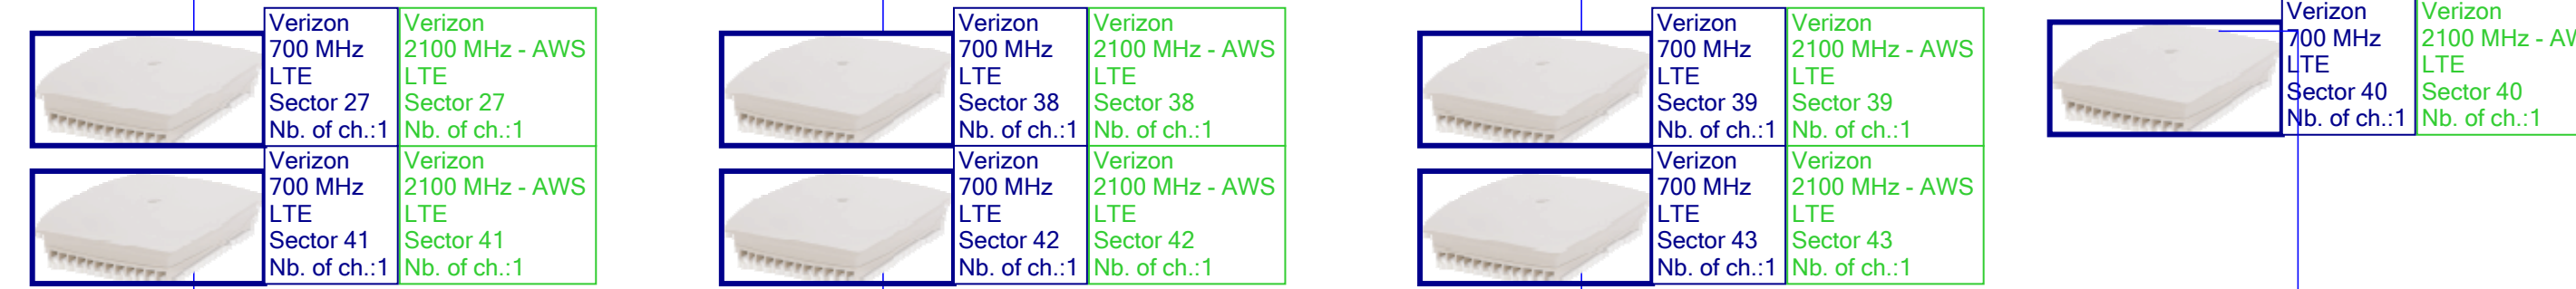 Verizon
700 MHz
LTE
Sector 27
Nb. of ch.:1
Verizon
2100 MHz - AWS
LTE
Sector 27
Nb. of ch.:1
Verizon
700 MHz
LTE
Sector 41
Nb. of ch.:1
Verizon
2100 MHz - AWS
LTE
Sector 41
Nb. of ch.:1
Verizon
700 MHz
LTE
Sector 38
Nb. of ch.:1
Verizon
2100 MHz - AWS
LTE
Sector 38
Nb. of ch.:1
Verizon
700 MHz
LTE
Sector 42
Nb. of ch.:1
Verizon
2100 MHz - AWS
LTE
Sector 42
Nb. of ch.:1
Verizon
700 MHz
LTE
Sector 39
Nb. of ch.:1
Verizon
2100 MHz - AWS
LTE
Sector 39
Nb. of ch.:1
Verizon
700 MHz
LTE
Sector 43
Nb. of ch.:1
Verizon
2100 MHz - AWS
LTE
Sector 43
Nb. of ch.:1
Verizon
700 MHz
LTE
Sector 40
Nb. of ch.:1
Verizon
2100 MHz -
LTE
Sector 40
Nb. of ch.:1